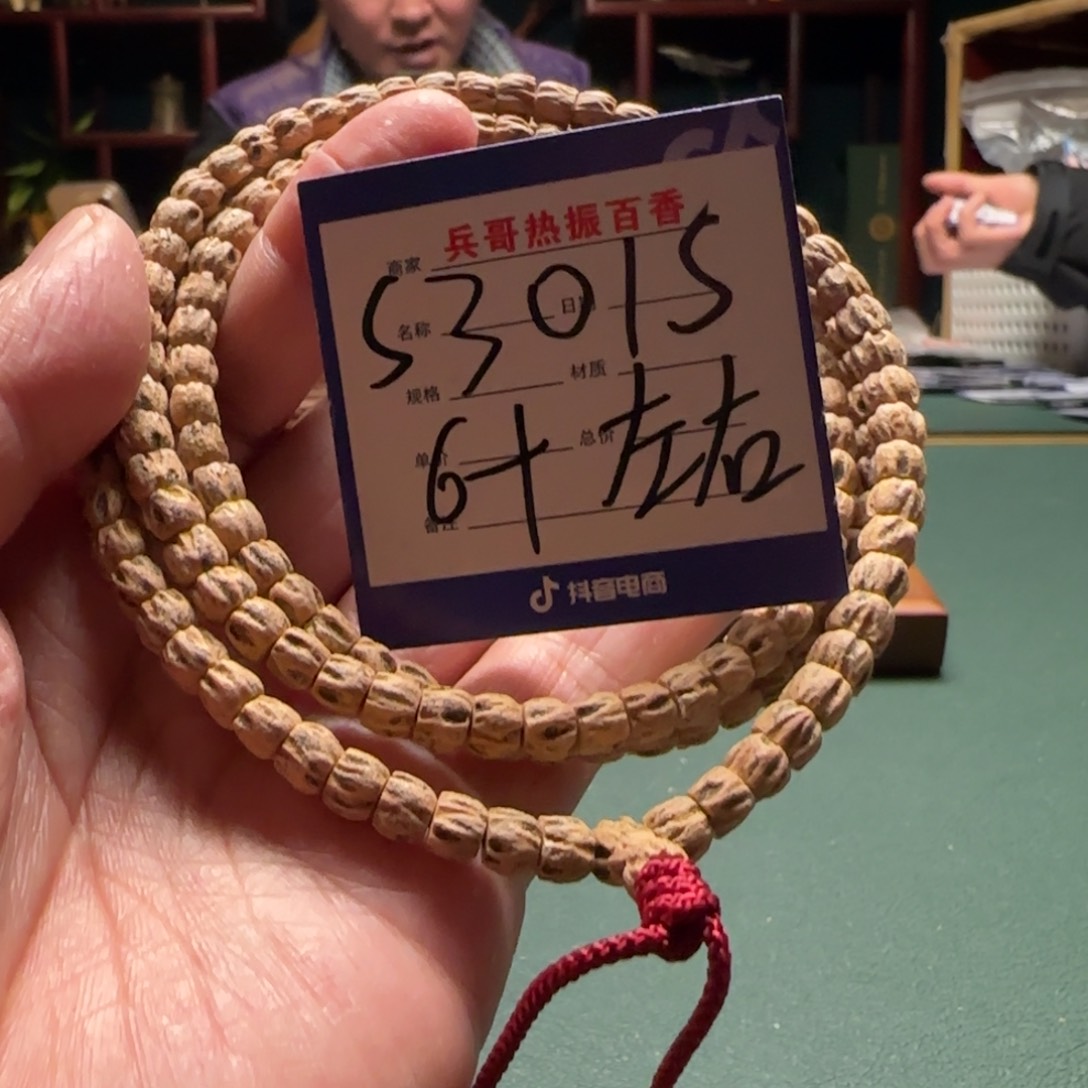 商家 兵哥热振百香
名称 日期
S3015
规格 材质
单价 总价
6十 左右
备注
抖音电商